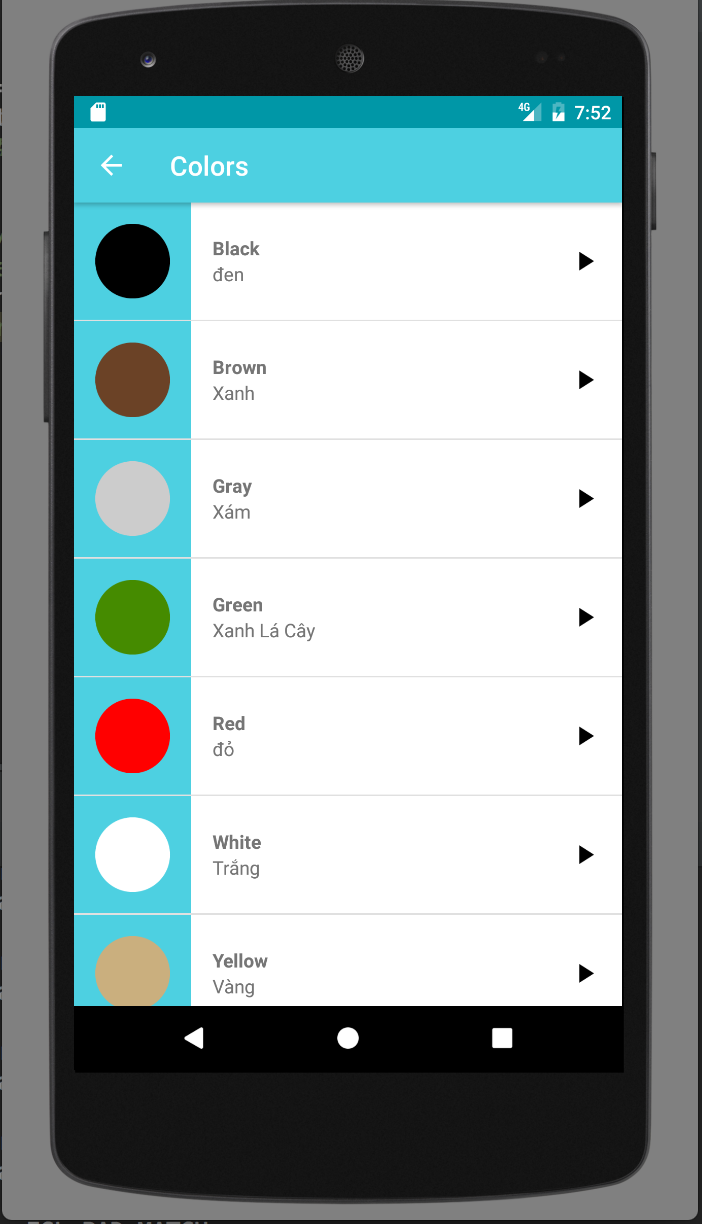 4G 7:52
Colors
Black
đen
Brown
Xanh
Gray
Xám
Green
Xanh Lá Cây
Red
đỏ
White
Trắng
Yellow
Vàng